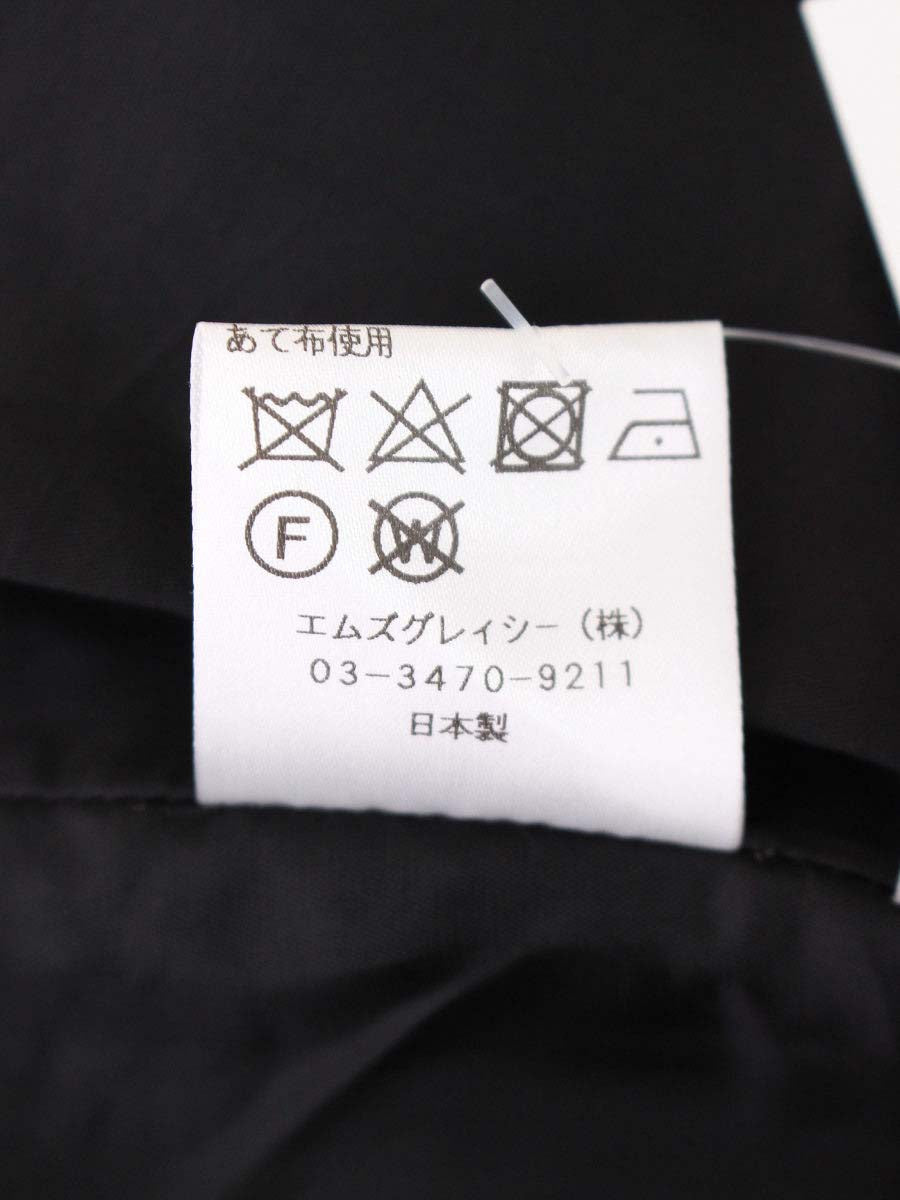 あて布使用
F
W
エムズグレイシー（株）
03-3470-9211
日本製